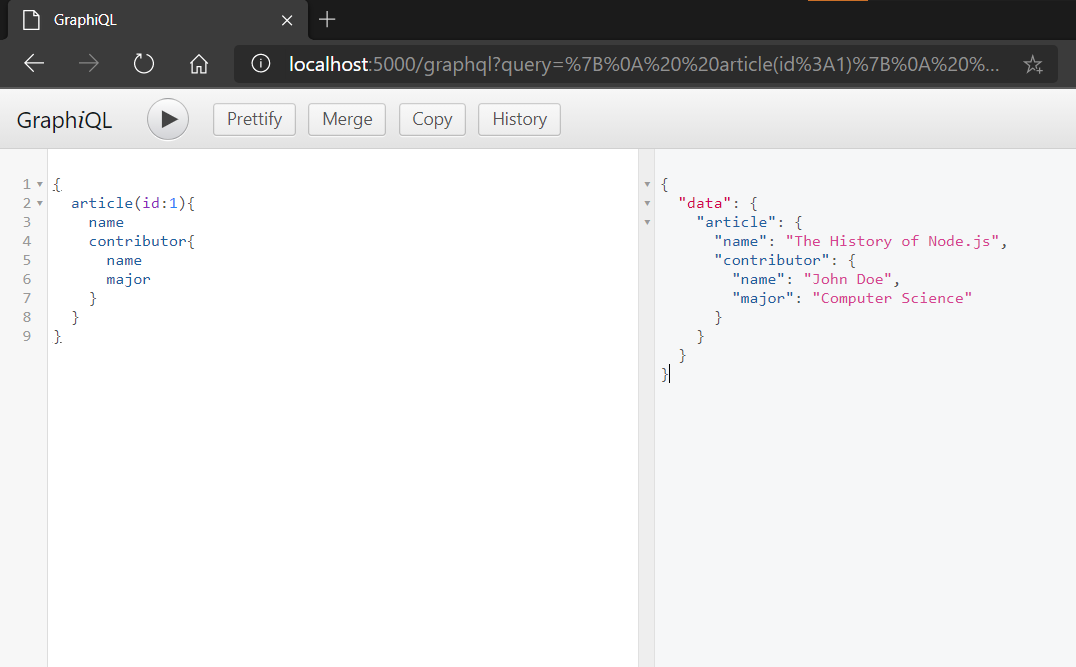 GraphiQL
localhost:5000/graphql?query=%7B%0A%20%20article(id%3A1)%7B%0A%20%20%...
GraphiQL
Prettify
Merge
Copy
History
1 {
2   article(id:1){
3     name
4     contributor{
5       name
6       major
7     }
8   }
9 }
{
  "data": {
    "article": {
      "name": "The History of Node.js",
      "contributor": {
        "name": "John Doe",
        "major": "Computer Science"
      }
    }
  }
}